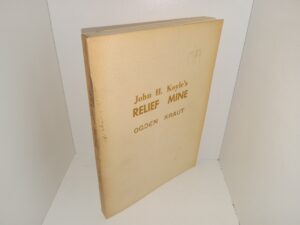 John H. Koyle's
RELIEF MINE
OGDEN KRAUT